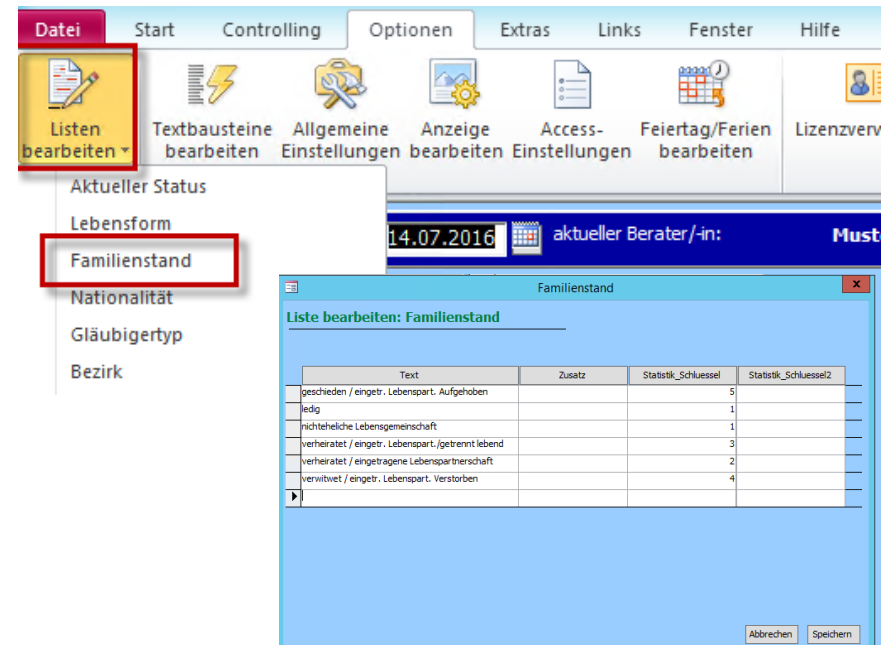 Datei Start Controlling Optionen Extras Links Fenster Hilfe
Listen bearbeiten
Textbausteine bearbeiten
Allgemeine Einstellungen
Anzeige bearbeiten
Access-Einstellungen
Feiertag/Ferien bearbeiten
Lizenzverw
Aktueller Status
Lebensform
Familienstand
Nationalität
Gläubigertyp
Bezirk
14.07.2016 aktueller Berater/-in: Must
Familienstand x
Liste bearbeiten: Familienstand
Text Zusatz Statistik_Schluessel Statistik_Schluessel2
geschieden / eingetr. Lebenspart. Aufgehoben 5
ledig 1
nichteheliche Lebensgemeinschaft 1
verheiratet / eingetr. Lebenspart./getrennt lebend 3
verheiratet / eingetragene Lebenspartnerschaft 2
verwitwet / eingetr. Lebenspart. Verstorben 4
Abbrechen Speichern